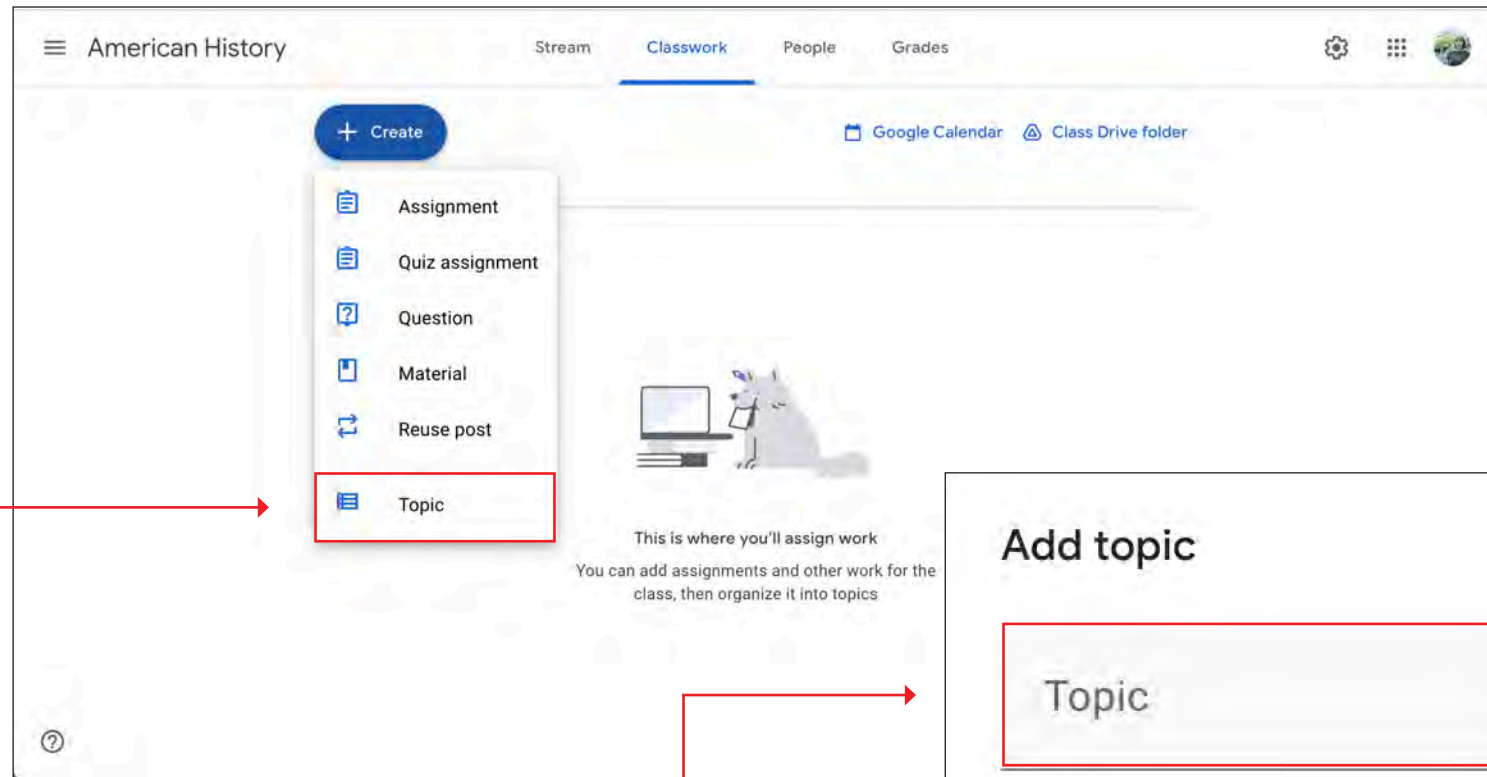 American History
Stream Classwork People Grades
Create
Google Calendar Class Drive folder
Assignment
Quiz assignment
Question
Material
Reuse post
Topic
This is where you'll assign work
You can add assignments and other work for the
class, then organize it into topics
Add topic
Topic